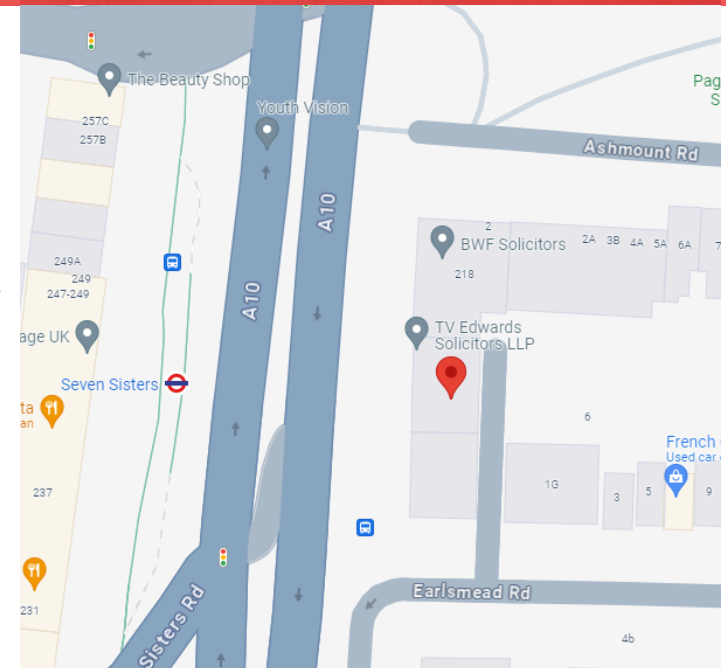 The Beauty Shop
257C
257B
Youth Vision
Pag
S
Ashmount Rd
A10
A10
2
BWF Solicitors
2A
3B
4A
5A
6A
7
218
249A
249
247-249
age UK
TV Edwards
Solicitors LLP
Seven Sisters
ta
an
6
French
Used car
237
1G
3
5
9
231
Sisters Rd
Earlsmead Rd
4b